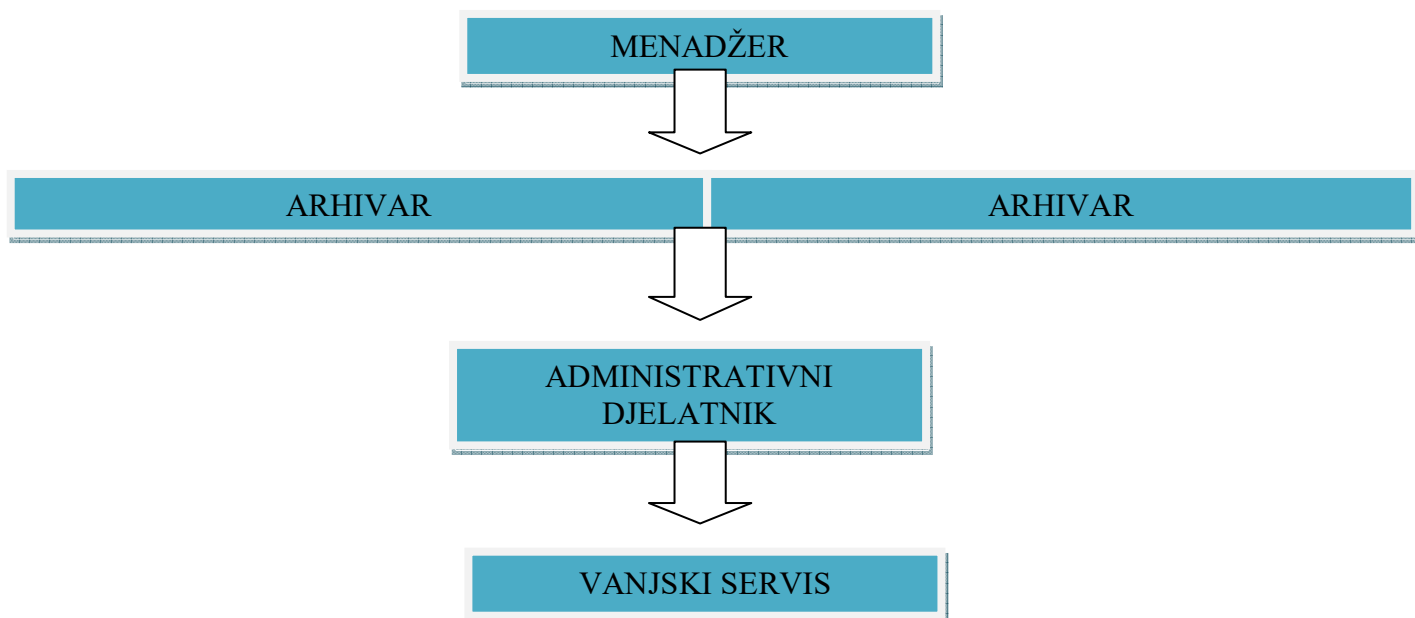 MENADŽER
ARHIVAR ARHIVAR
ADMINISTRATIVNI
DJELATNIK
VANJSKI SERVIS